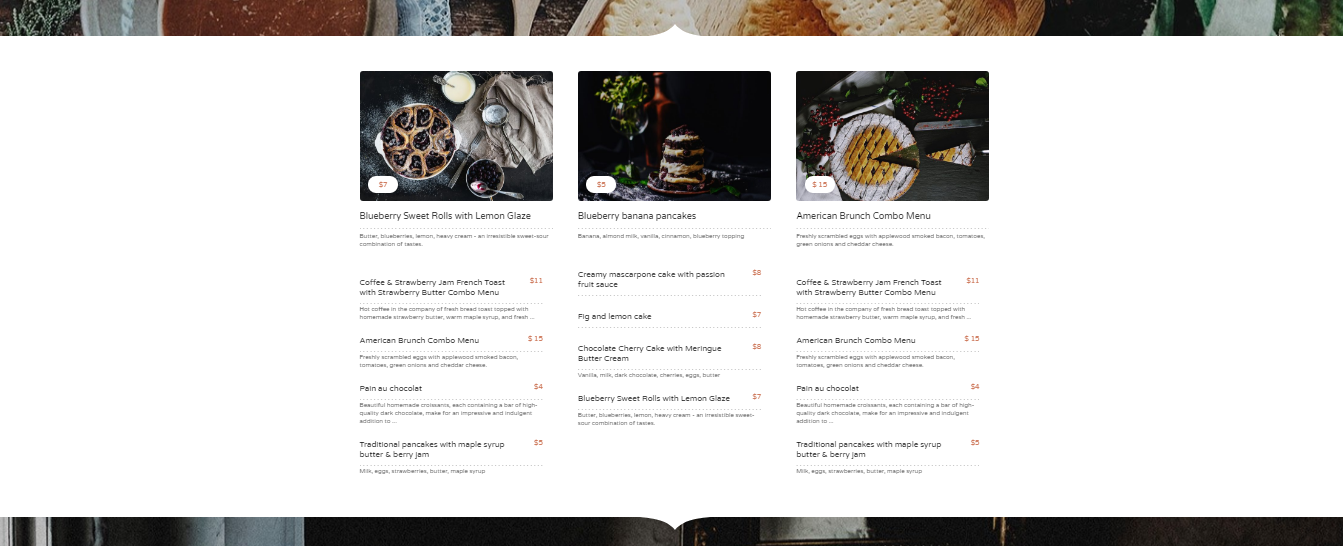 $7
Blueberry Sweet Rolls with Lemon Glaze
Butter, blueberries, lemon, heavy cream - an irresistible sweet-sour
combination of tastes.
Coffee & Strawberry Jam French Toast
with Strawberry Butter Combo Menu
$11
Hot coffee in the company of fresh bread toast topped with
homemade strawberry butter, warm maple syrup, and fresh ...
American Brunch Combo Menu
$ 15
Freshly scrambled eggs with applewood smoked bacon,
tomatoes, green onions and cheddar cheese.
Pain au chocolat
$4
Beautiful homemade croissants, each containing a bar of high-
quality dark chocolate, make for an impressive and indulgent
addition to ...
Traditional pancakes with maple syrup
butter & berry jam
$5
Milk, eggs, strawberries, butter, maple syrup
$5
Blueberry banana pancakes
Banana, almond milk, vanilla, cinnamon, blueberry topping
Creamy mascarpone cake with passion
fruit sauce
$8
Fig and lemon cake
$7
Chocolate Cherry Cake with Meringue
Butter Cream
$8
Vanilla, milk, dark chocolate, cherries, eggs, butter
Blueberry Sweet Rolls with Lemon Glaze
$7
Butter, blueberries, lemon, heavy cream - an irresistible sweet-
sour combination of tastes.
$ 15
American Brunch Combo Menu
Freshly scrambled eggs with applewood smoked bacon, tomatoes,
green onions and cheddar cheese.
Coffee & Strawberry Jam French Toast
with Strawberry Butter Combo Menu
$11
Hot coffee in the company of fresh bread toast topped with
homemade strawberry butter, warm maple syrup, and fresh ...
American Brunch Combo Menu
$ 15
Freshly scrambled eggs with applewood smoked bacon,
tomatoes, green onions and cheddar cheese.
Pain au chocolat
$4
Beautiful homemade croissants, each containing a bar of high-
quality dark chocolate, make for an impressive and indulgent
addition to ...
Traditional pancakes with maple syrup
butter & berry jam
$5
Milk, eggs, strawberries, butter, maple syrup